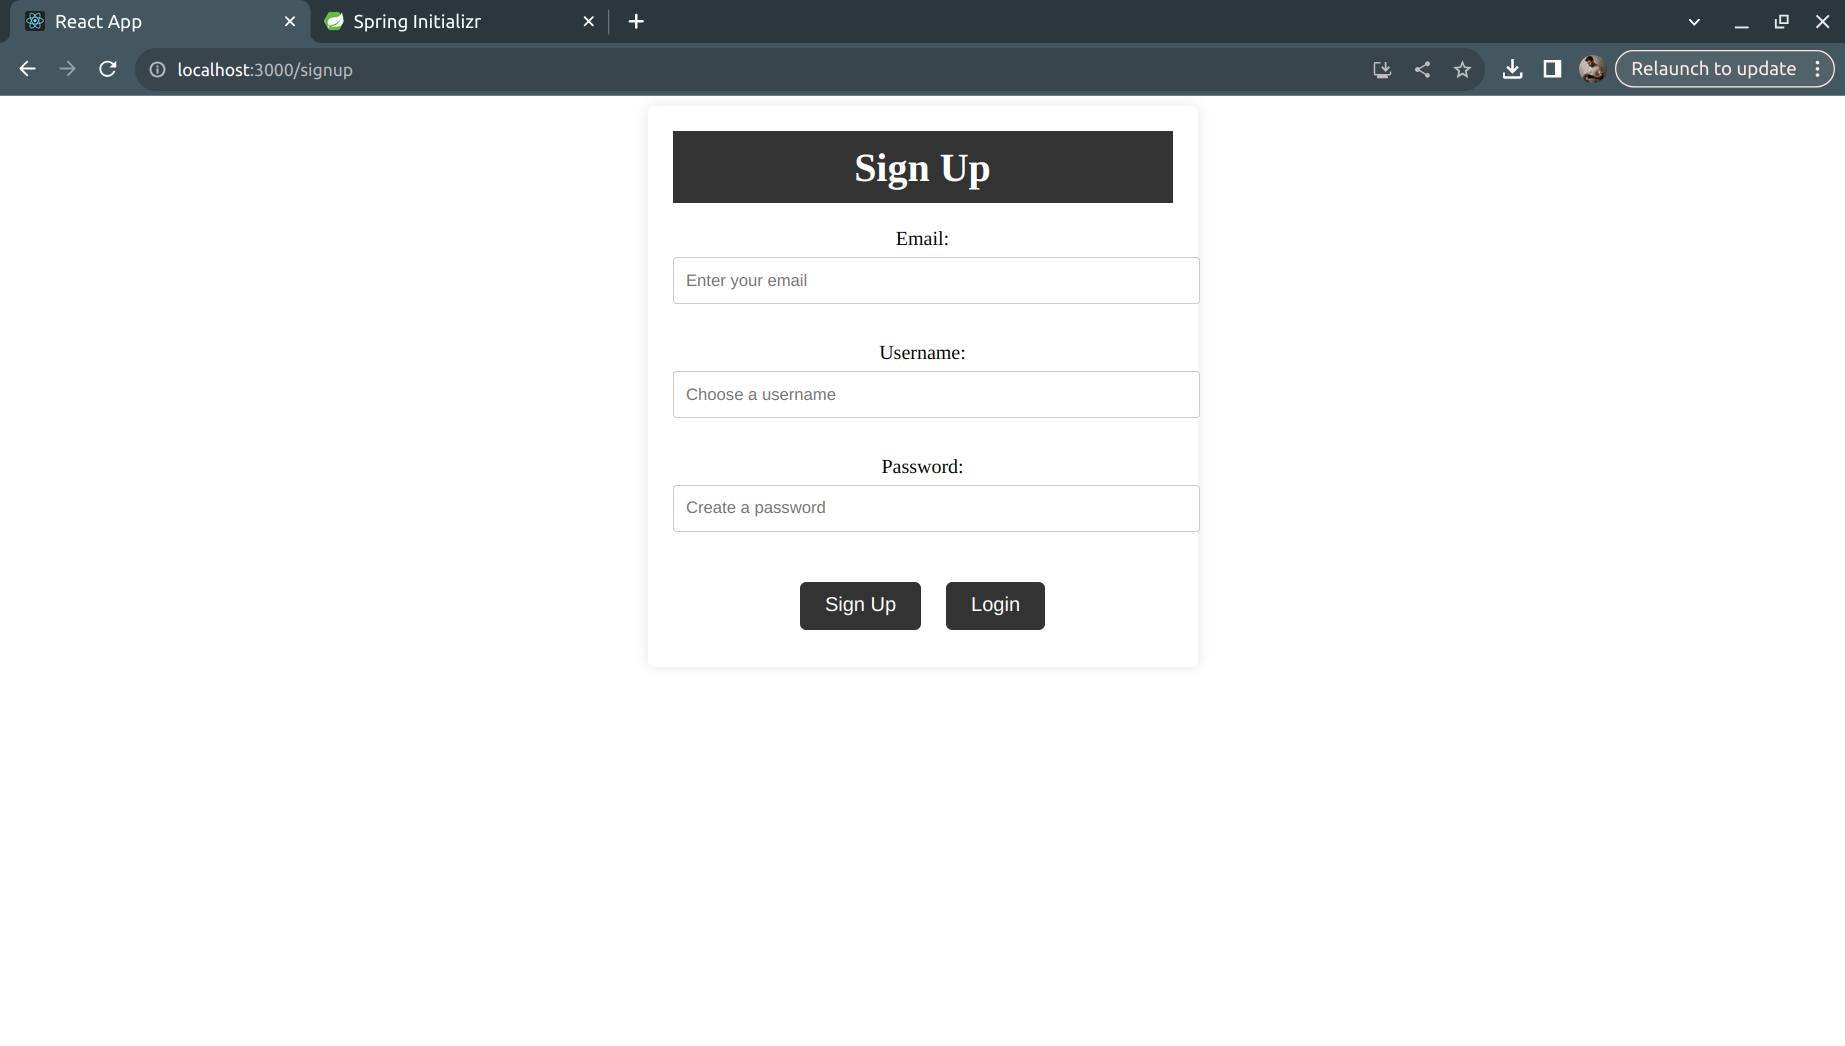 React App
Spring Initializr
localhost:3000/signup
Relaunch to update
Sign Up
Email:
Enter your email
Username:
Choose a username
Password:
Create a password
Sign Up Login